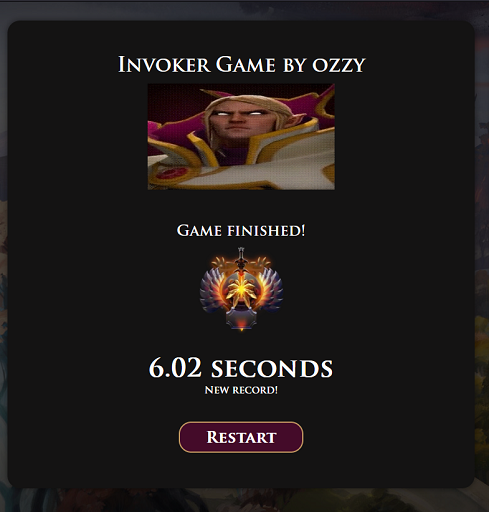 Invoker Game by ozzy
Game finished!
6.02 seconds
New record!
Restart